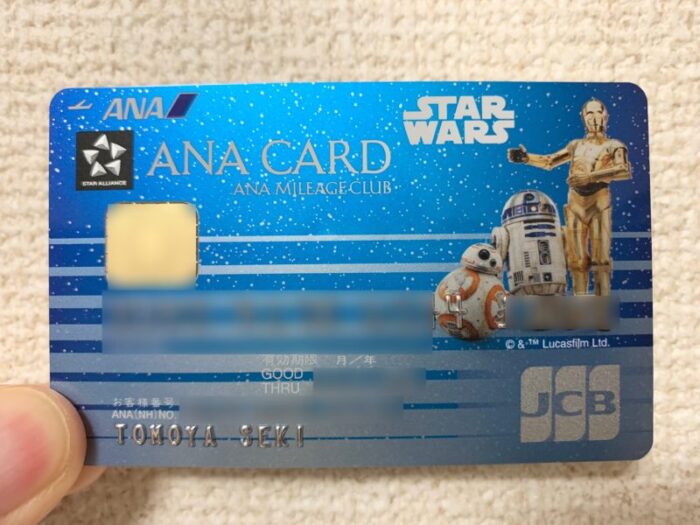 ANA
STAR WARS
STAR ALLIANCE
ANA CARD
ANA MILEAGE CLUB
© & ™ Lucasfilm Ltd.
有効期限 月/年
GOOD
THRU
お客様番号
ANA(NH)NO.
TOMOYA SEKI
JCB